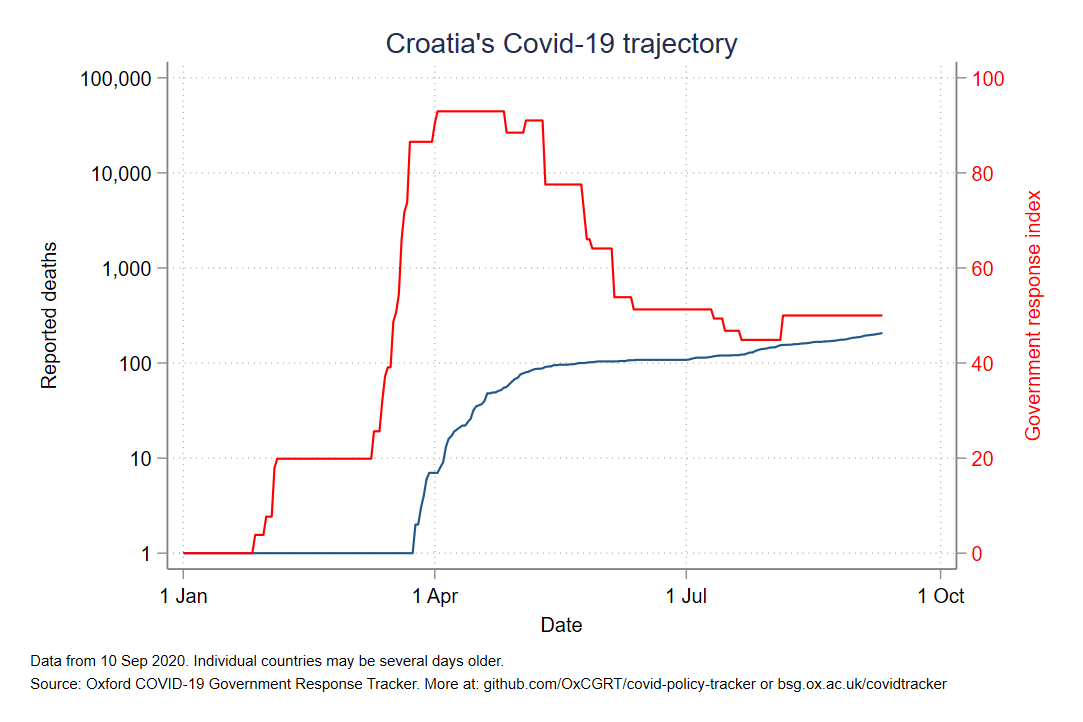 Croatia's Covid-19 trajectory
100,000
10,000
1,000
100
10
1
Reported deaths
100
80
60
40
20
0
Government response index
1 Jan
1 Apr
1 Jul
1 Oct
Date
Data from 10 Sep 2020. Individual countries may be several days older.
Source: Oxford COVID-19 Government Response Tracker. More at: github.com/OxCGRT/covid-policy-tracker or bsg.ox.ac.uk/covidtracker